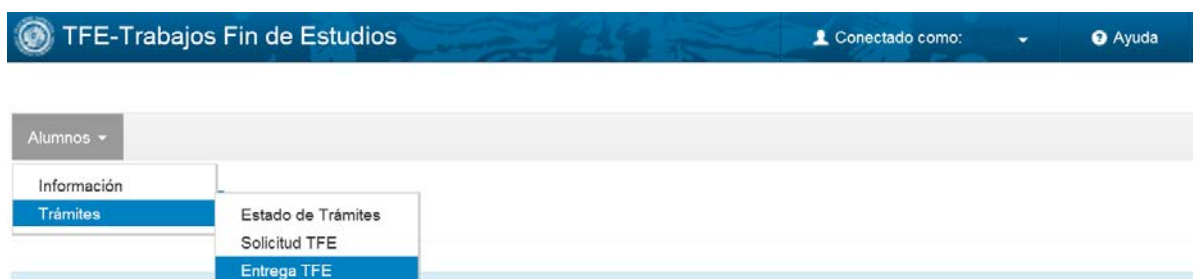 TFE-Trabajos Fin de Estudios
Conectado como:
Ayuda
Alumnos
Información
Trámites
Estado de Trámites
Solicitud TFE
Entrega TFE